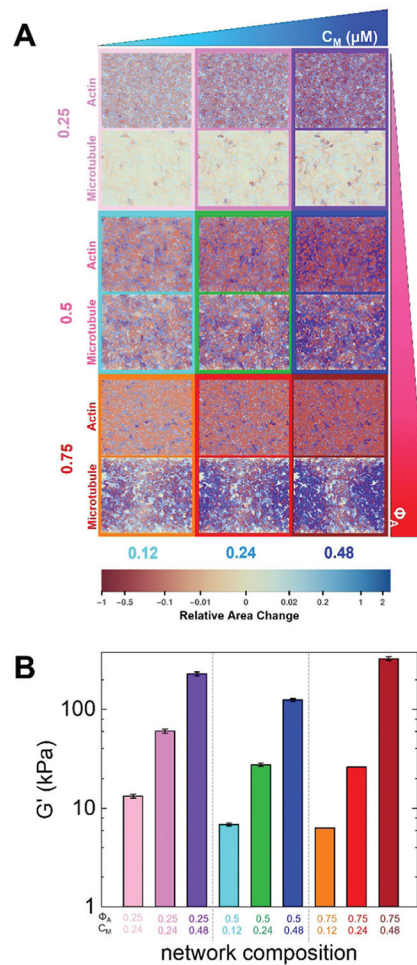 A
C_M (μM)
0.25
Actin
Microtubule
0.5
Actin
Microtubule
0.75
Actin
Microtubule
Φ_A
0.12 0.24 0.48
−1 −0.5 −0.01 0 0.02 1 2
Relative Area Change
B
G' (kPa)
100
10
1
Φ_A 0.25 0.25 0.25 0.5 0.5 0.5 0.75 0.75 0.75
C_M 0.24 0.24 0.48 0.12 0.24 0.48 0.12 0.24 0.48
network composition